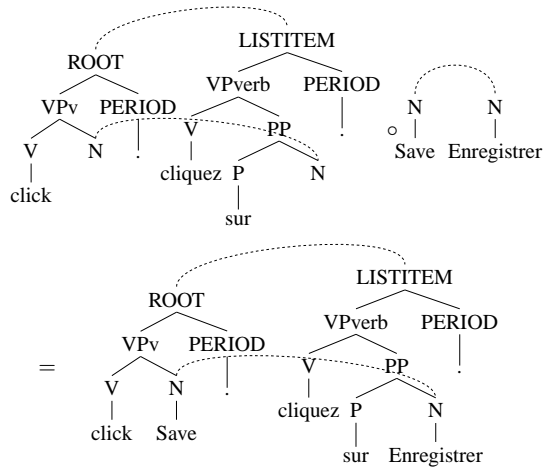 LISTITEM
ROOT
VPverb PERIOD
VPv PERIOD N N
V N . V PP . ∘ Save Enregistrer
click cliquez P N
sur
LISTITEM
ROOT
VPverb PERIOD
VPv PERIOD
= V PP .
V N .
click Save cliquez P N
sur Enregistrer